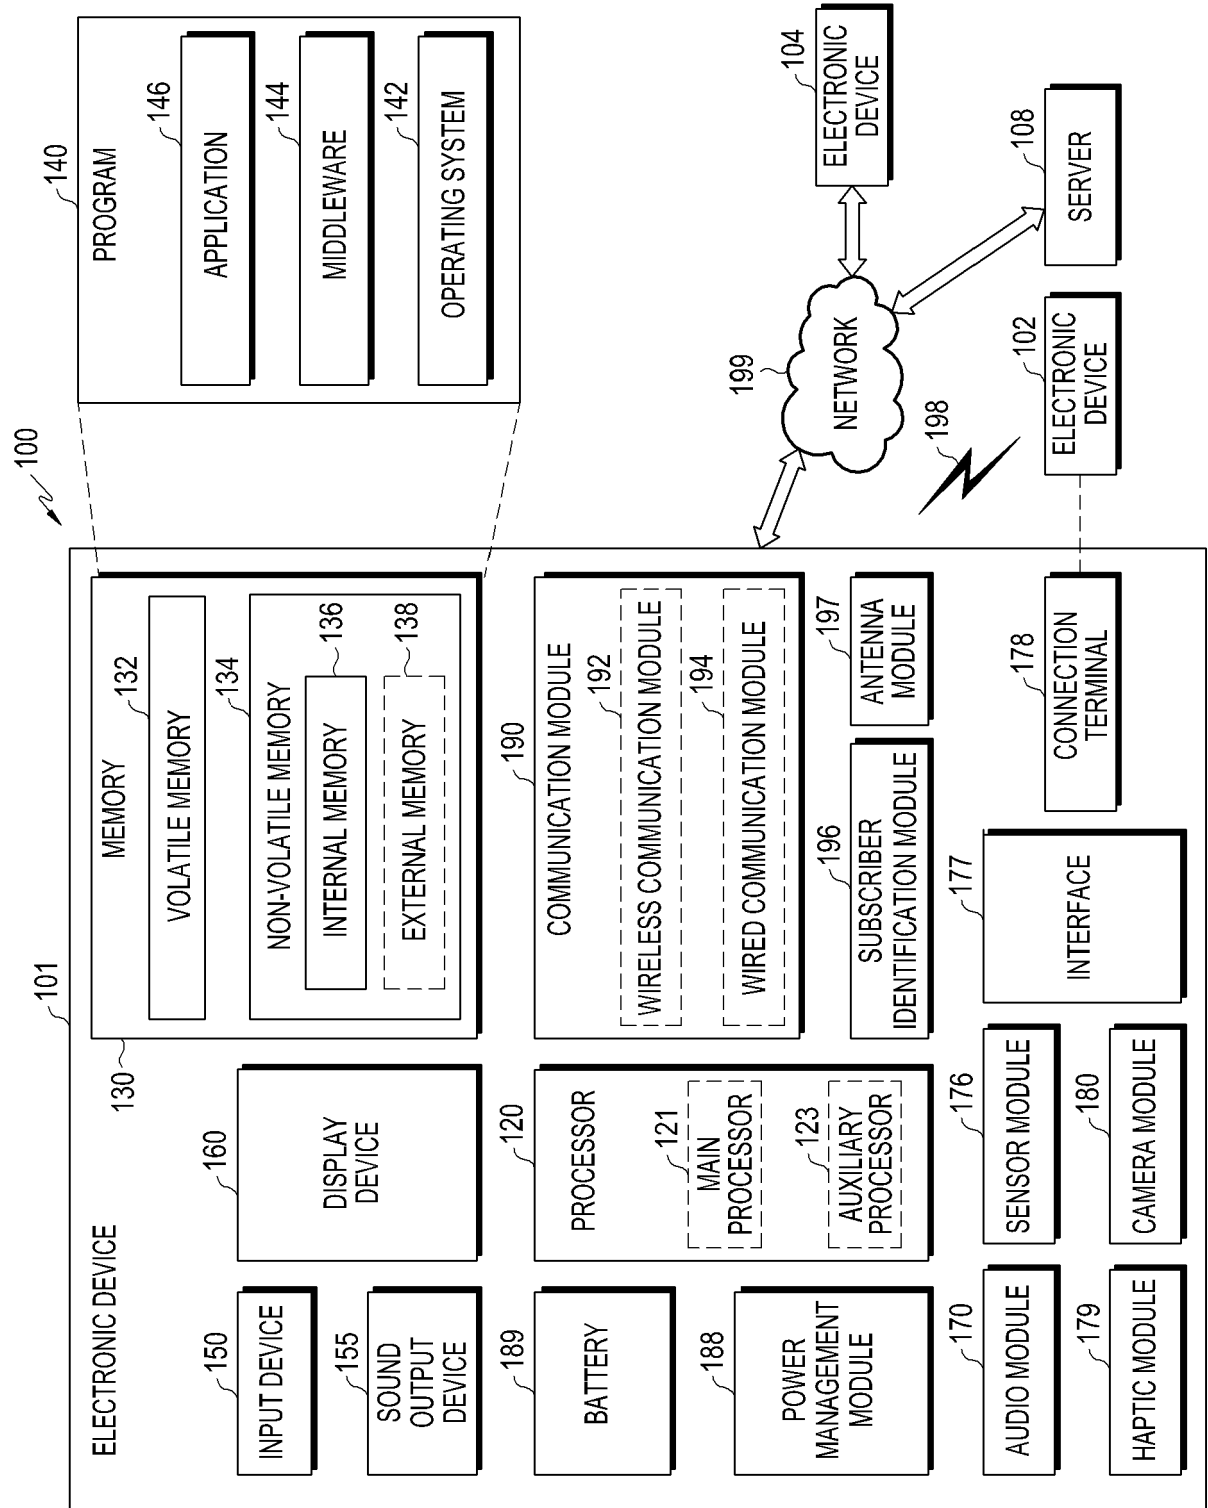 100
101
ELECTRONIC DEVICE
150
INPUT DEVICE
155
SOUND
OUTPUT
DEVICE
189
BATTERY
188
POWER
MANAGEMENT
MODULE
170
AUDIO MODULE
179
HAPTIC MODULE
160
DISPLAY
DEVICE
120
PROCESSOR
121
MAIN
PROCESSOR
123
AUXILIARY
PROCESSOR
176
SENSOR MODULE
180
CAMERA MODULE
130
MEMORY
132
VOLATILE MEMORY
134
NON-VOLATILE MEMORY
136
INTERNAL MEMORY
138
EXTERNAL MEMORY
190
COMMUNICATION MODULE
192
WIRELESS COMMUNICATION MODULE
194
WIRED COMMUNICATION MODULE
196
SUBSCRIBER
IDENTIFICATION MODULE
197
ANTENNA
MODULE
177
INTERFACE
178
CONNECTION
TERMINAL
140
PROGRAM
146
APPLICATION
144
MIDDLEWARE
142
OPERATING SYSTEM
199
NETWORK
198
104
ELECTRONIC
DEVICE
102
ELECTRONIC
DEVICE
108
SERVER